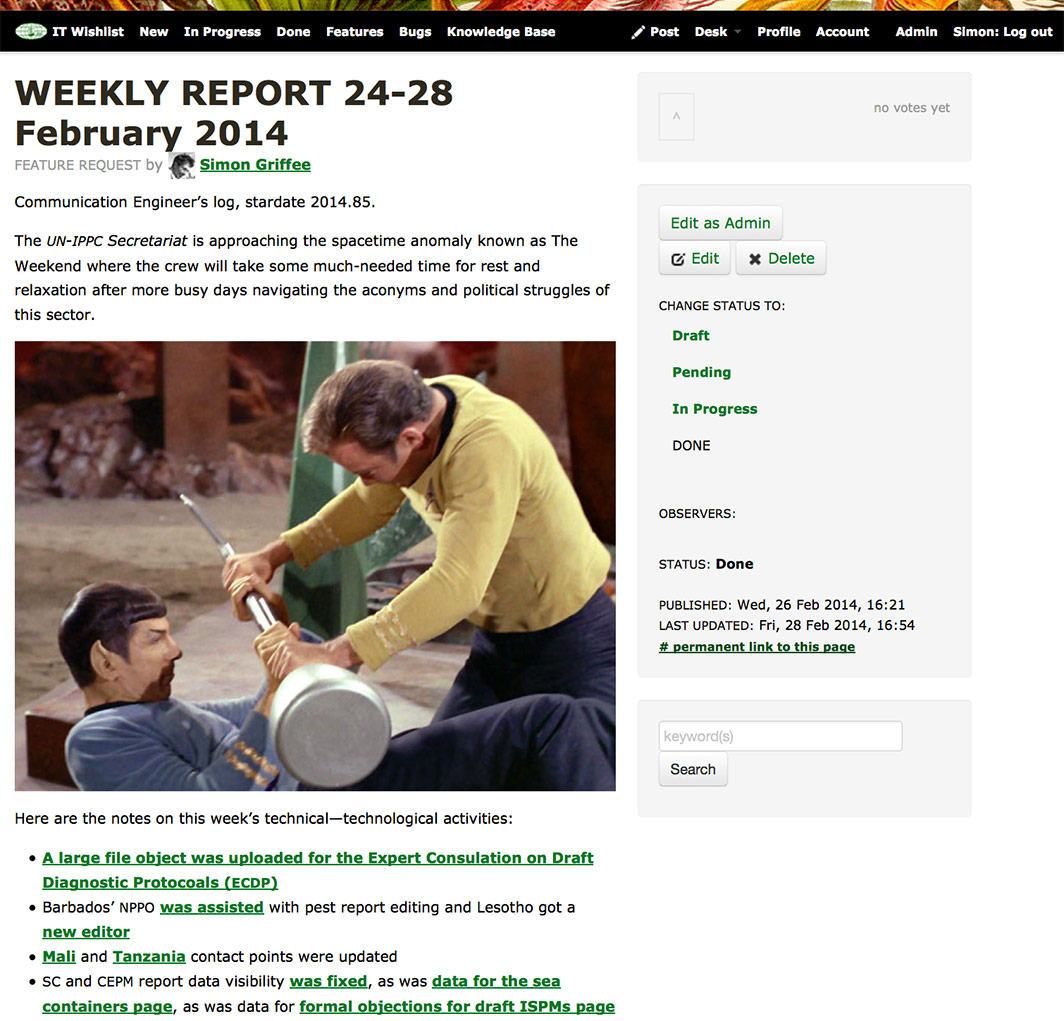 IT Wishlist New In Progress Done Features Bugs Knowledge Base Post Desk Profile Account Admin Simon: Log out
WEEKLY REPORT 24-28
February 2014
FEATURE REQUEST by Simon Griffee
Communication Engineer’s log, stardate 2014.85.
The UN-IPPC Secretariat is approaching the spacetime anomaly known as The
Weekend where the crew will take some much-needed time for rest and
relaxation after more busy days navigating the aconyms and political struggles of
this sector.
Here are the notes on this week’s technical—technological activities:
• A large file object was uploaded for the Expert Consulation on Draft
Diagnostic Protocoals (ECDP)
• Barbados’ NPPO was assisted with pest report editing and Lesotho got a
new editor
• Mali and Tanzania contact points were updated
• SC and CEPM report data visibility was fixed, as was data for the sea
containers page, as was data for formal objections for draft ISPMs page
^
no votes yet
Edit as Admin
Edit
Delete
CHANGE STATUS TO:
Draft
Pending
In Progress
DONE
OBSERVERS:
STATUS: Done
PUBLISHED: Wed, 26 Feb 2014, 16:21
LAST UPDATED: Fri, 28 Feb 2014, 16:54
# permanent link to this page
keyword(s)
Search